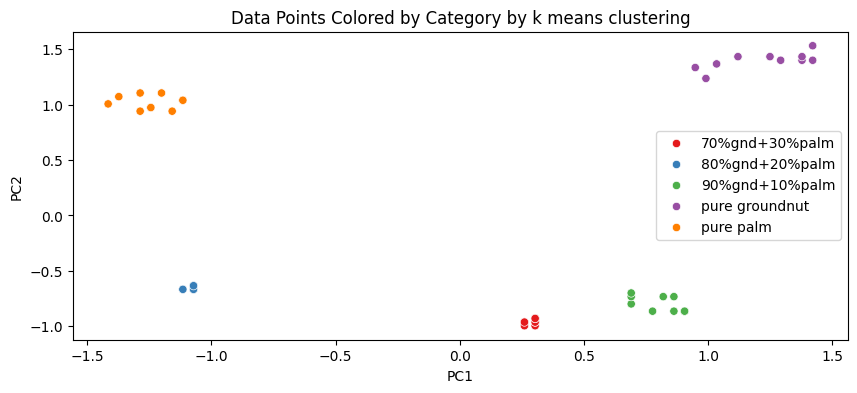 Data Points Colored by Category by k means clustering
1.5
1.0
0.5
0.0
−0.5
−1.0
PC2
70%gnd+30%palm
80%gnd+20%palm
90%gnd+10%palm
pure groundnut
pure palm
−1.5 −1.0 −0.5 0.0 0.5 1.0 1.5
PC1